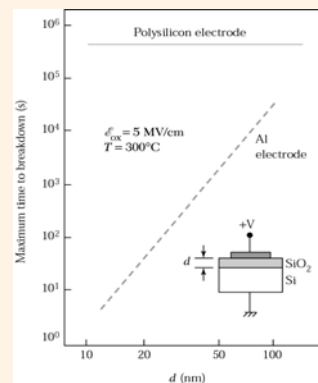 Maximum time to breakdown (s)
10⁶
10⁵
10⁴
10³
10²
10¹
10⁰
Polysilicon electrode
ℰox = 5 MV/cm
T = 300°C
Al
electrode
+V
d
SiO₂
Si
10
20
50
100
d (nm)